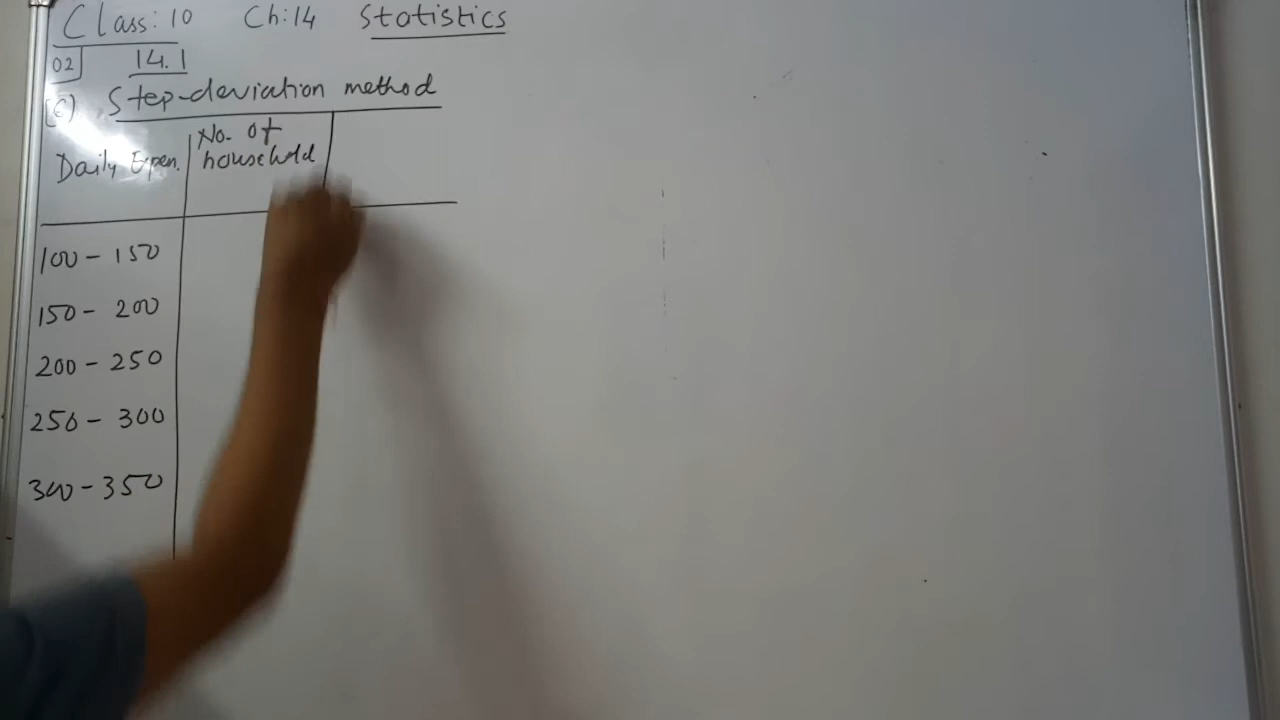 Class: 10 Ch: 14 Statistics
02 14.1
(C) Step-deviation method
Daily Expen. No. of household
100 - 150
150 - 200
200 - 250
250 - 300
300 - 350